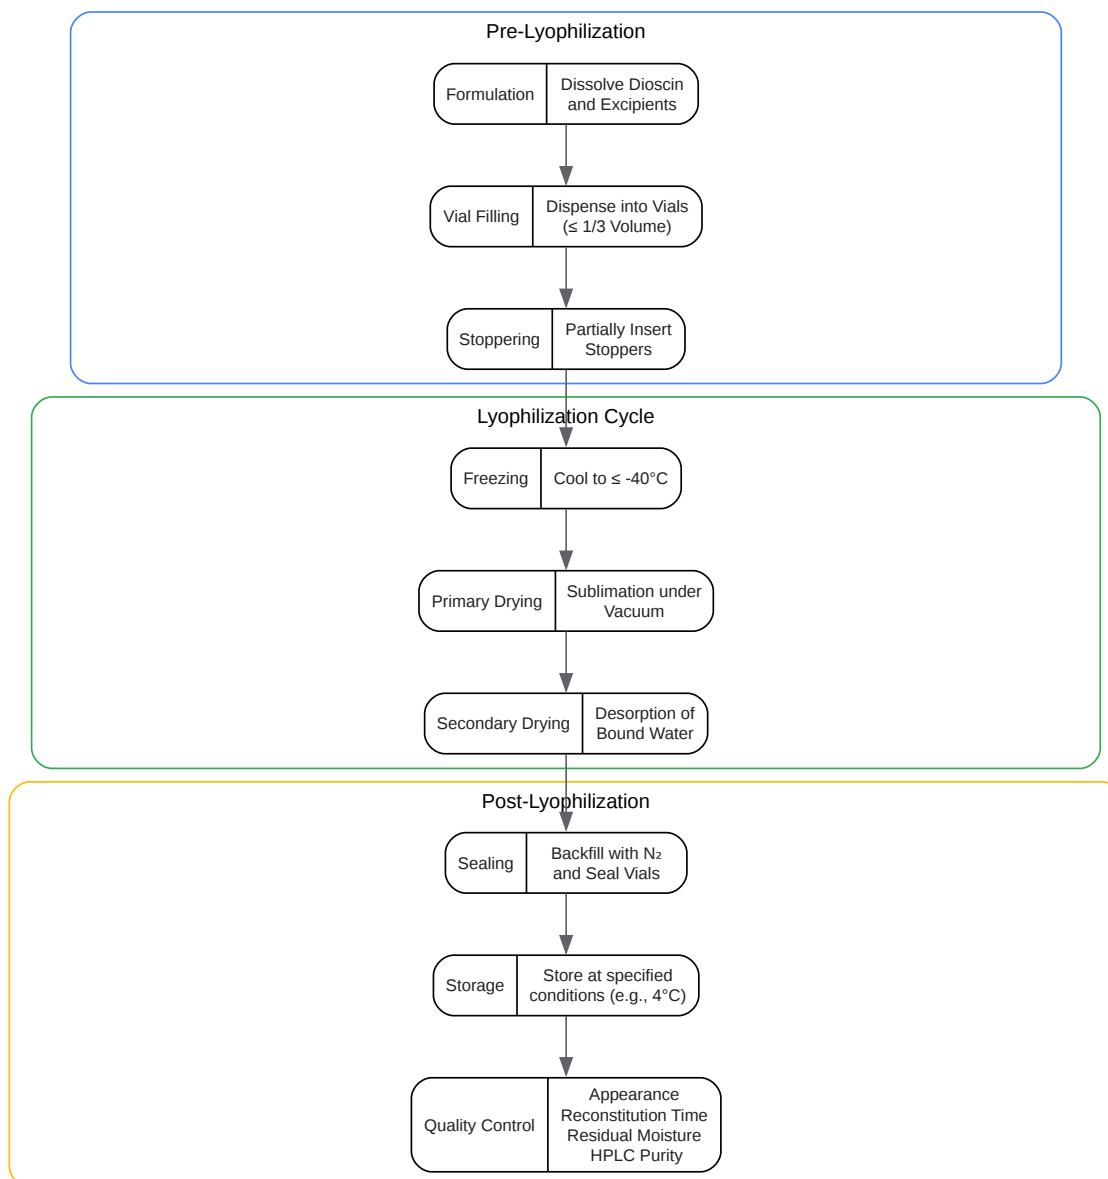 Pre-Lyophilization
Formulation
Dissolve Dioscin
and Excipients
Vial Filling
Dispense into Vials
(≤ 1/3 Volume)
Stoppering
Partially Insert
Stoppers
Lyophilization Cycle
Freezing
Cool to ≤ -40°C
Primary Drying
Sublimation under
Vacuum
Secondary Drying
Desorption of
Bound Water
Post-Lyophilization
Sealing
Backfill with N₂
and Seal Vials
Storage
Store at specified
conditions (e.g., 4°C)
Quality Control
Appearance
Reconstitution Time
Residual Moisture
HPLC Purity